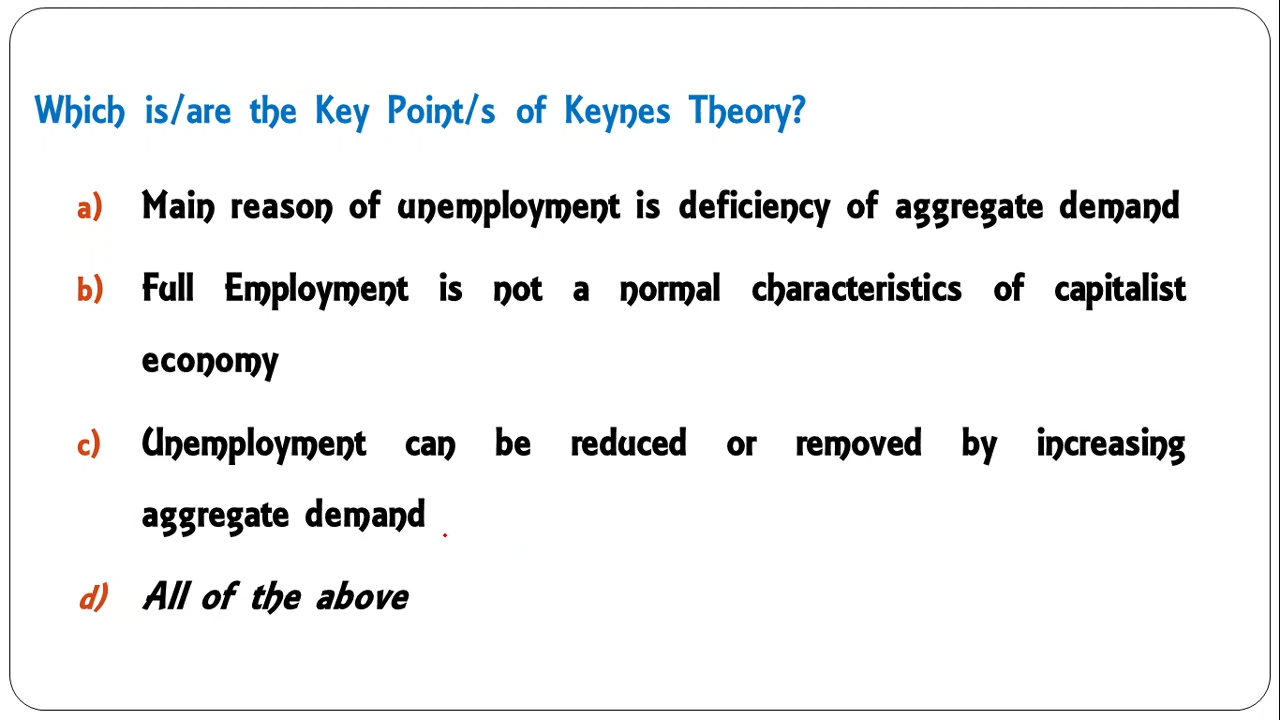 Which is/are the Key Point/s of Keynes Theory?
a) Main reason of unemployment is deficiency of aggregate demand
b) Full Employment is not a normal characteristics of capitalist
economy
c) Unemployment can be reduced or removed by increasing
aggregate demand
d) All of the above